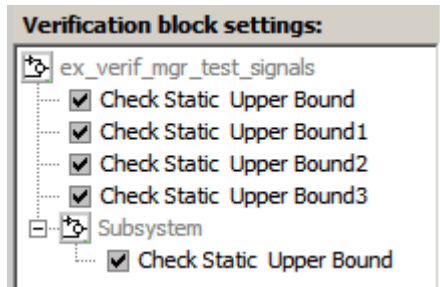 Verification block settings:
ex_verif_mgr_test_signals
Check Static Upper Bound
Check Static Upper Bound1
Check Static Upper Bound2
Check Static Upper Bound3
Subsystem
Check Static Upper Bound